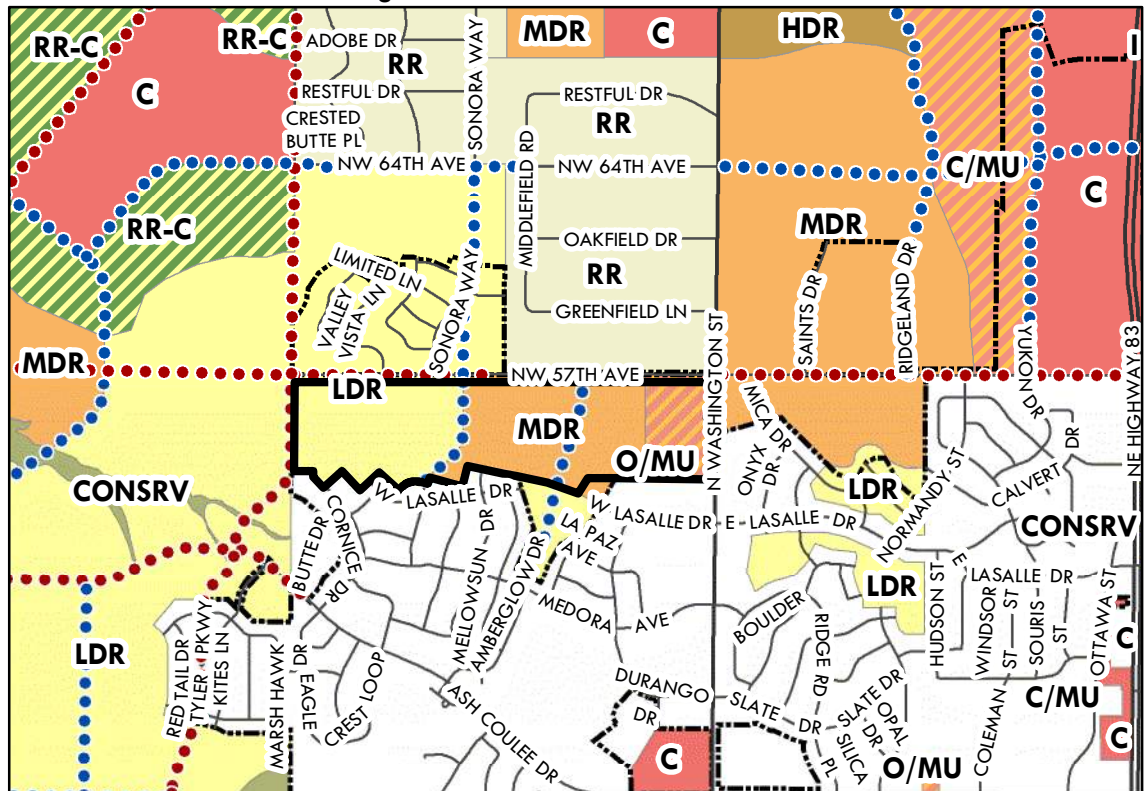 RR-C
RR-C
ADOBE DR
RR
SONORA WAY
MDR
C
HDR
I
C
RESTFUL DR
CRESTED
BUTTE PL
RESTFUL DR
RR
NW 64TH AVE
MIDDLEFIELD RD
NW 64TH AVE
C/MU
C
RR-C
OAKFIELD DR
MDR
LIMITED LN
VALLEY
VISTA LN
SONORA WAY
RR
GREENFIELD LN
SAINTS DR
RIDGELAND DR
N WASHINGTON ST
YUKON DR
NE HIGHWAY 83
MDR
NW 57TH AVE
LDR
MDR
O/MU
MICA DR
ONYX
DR
LDR
NORMANDY ST
CALVERT
DR
CONSRV
W LASALLE DR
W LASALLE DR
E LASALLE DR
CONSRV
BUTTE DR
CORNICE
DR
MELLOWSUN DR
AMBERGLOW DR
LA PAZ
AVE
MEDORA AVE
LDR
E
LASALLE DR
BOULDER
RIDGE RD
HUDSON ST
WINDSOR
ST
SOURIS
ST
OTTAWA ST
C
LDR
RED TAIL DR
TYLER PKWY
KITES LN
MARSH HAWK
DR
EAGLE
CREST LOOP
ASH COULEE DR
DURANGO
DR
SLATE DR
SLATE DR
OPAL
DR
SILICA
PL
COLEMAN ST
C/MU
C
C
O/MU